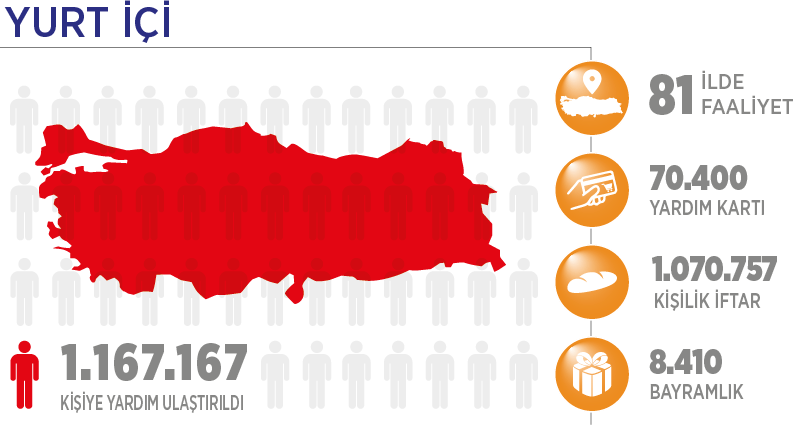 YURT İÇİ
81 İLDE
FAALİYET
70.400
YARDIM KARTI
1.070.757
KİŞİLİK İFTAR
8.410
BAYRAMLIK
1.167.167
KİŞİYE YARDIM ULAŞTIRILDI